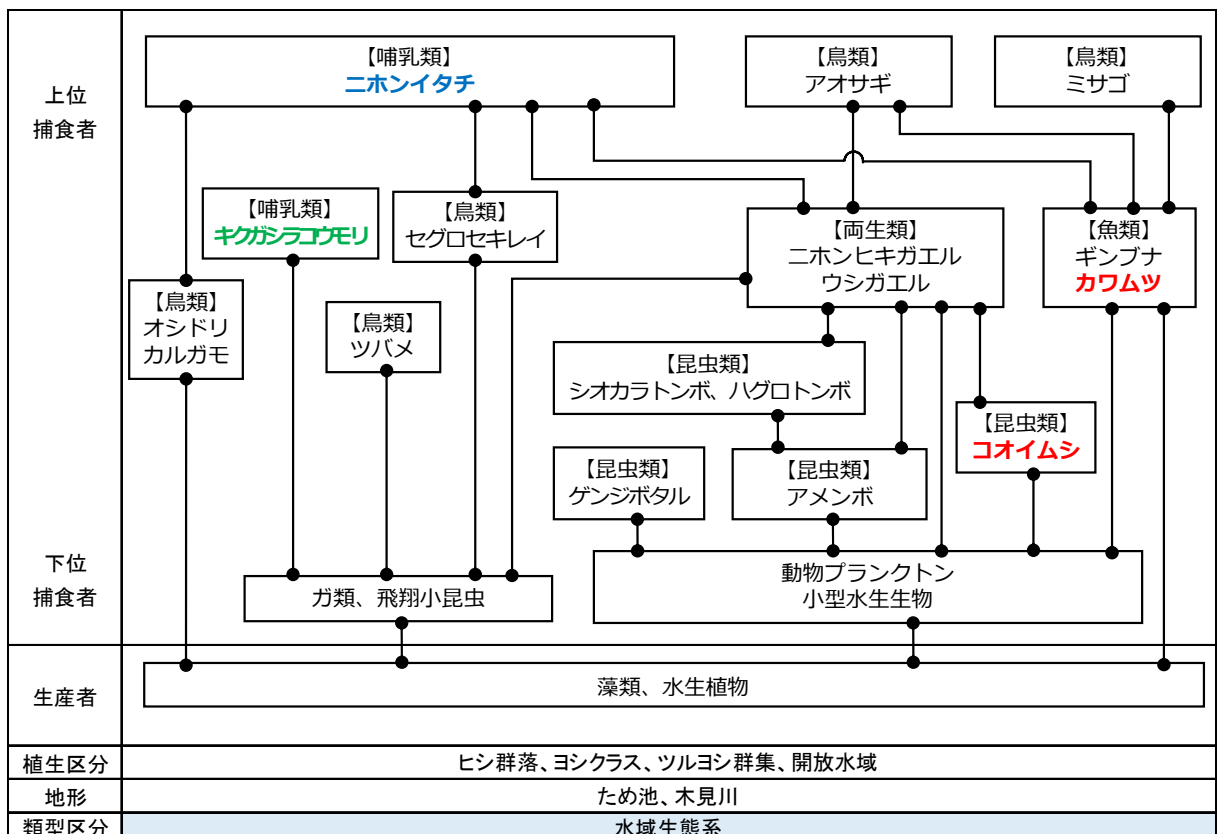 上位
捕食者
【哺乳類】
ニホンイタチ
【鳥類】
アオサギ
【鳥類】
ミサゴ
【哺乳類】
キクガシラコウモリ
【鳥類】
セグロセキレイ
【両生類】
ニホンヒキガエル
ウシガエル
【魚類】
ギンブナ
カワムツ
【鳥類】
オシドリ
カルガモ
【鳥類】
ツバメ
【昆虫類】
シオカラトンボ、ハグロトンボ
【昆虫類】
コオイムシ
【昆虫類】
ゲンジボタル
【昆虫類】
アメンボ
下位
捕食者
ガ類、飛翔小昆虫
動物プランクトン
小型水生生物
生産者
藻類、水生植物
植生区分
ヒシ群落、ヨシクラス、ツルヨシ群集、開放水域
地形
ため池、木見川
類型区分
水域生態系